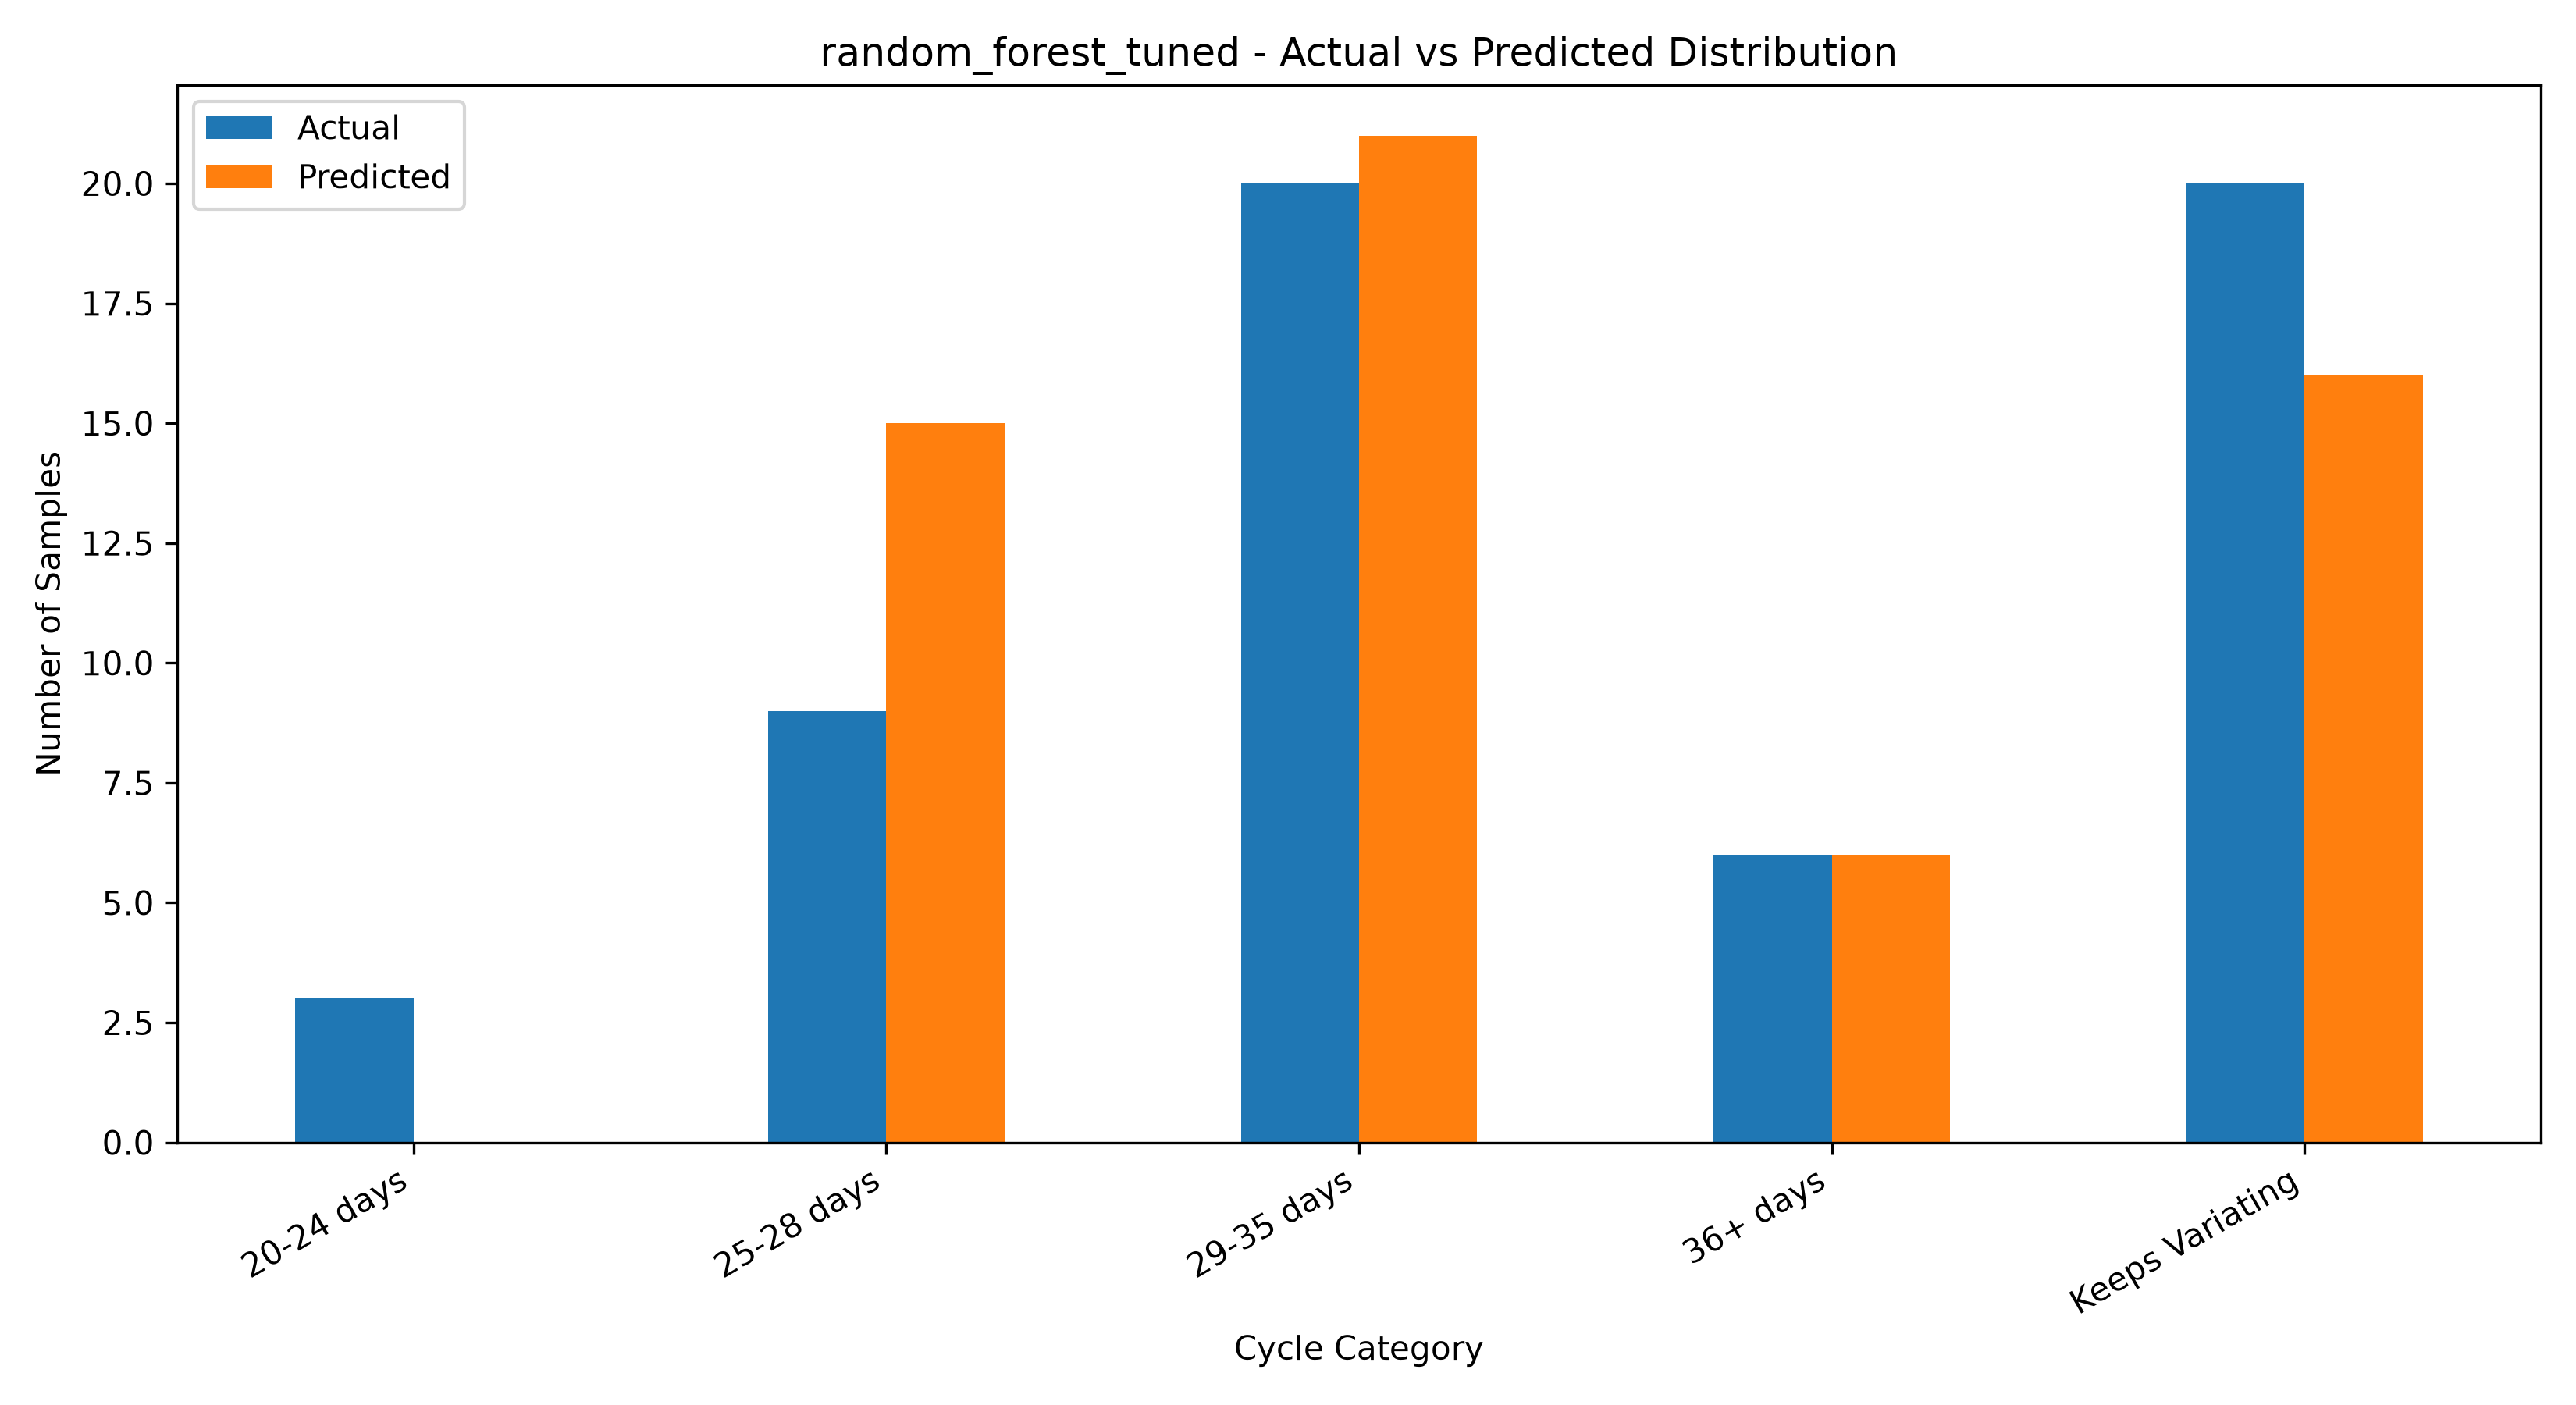 random_forest_tuned - Actual vs Predicted Distribution
Actual
Predicted
Number of Samples
20.0
17.5
15.0
12.5
10.0
7.5
5.0
2.5
0.0
20-24 days
25-28 days
29-35 days
36+ days
Keeps Variating
Cycle Category